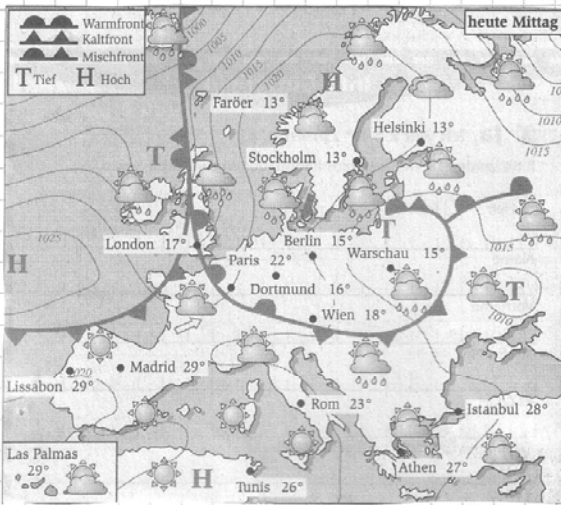 Warmfront
Kaltfront
Mischfront
T Tief H Hoch
heute Mittag
1000
1005
1010
1015
1020
H
Faröer 13°
Helsinki 13°
1015
T
Stockholm 13°
1025
London 17°
Berlin 15°
T
1015
H
Paris 22°
Warschau 15°
Dortmund 16°
T
1010
Wien 18°
Madrid 29°
1020
Lissabon 29°
Rom 23°
Istanbul 28°
Las Palmas
29°
H
Athen 27°
Tunis 26°